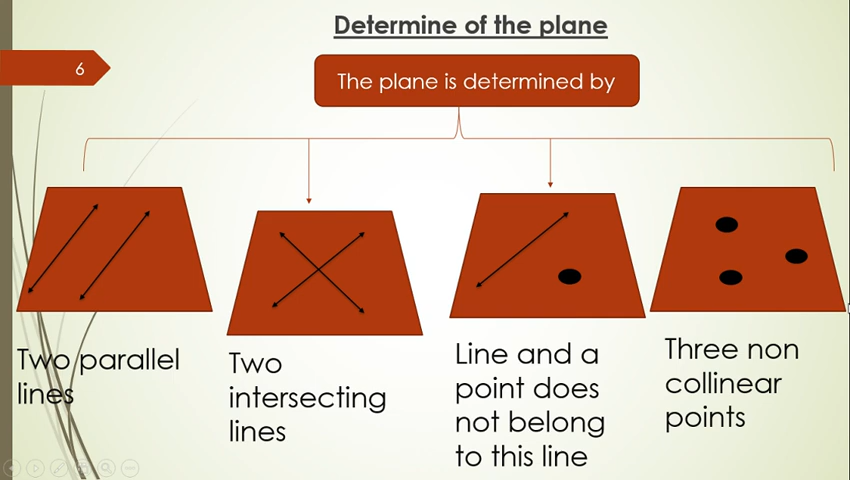 Determine of the plane
6
The plane is determined by
Two parallel
lines
Two
intersecting
lines
Line and a
point does
not belong
to this line
Three non
collinear
points